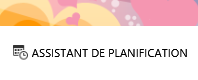 ASSISTANT DE PLANIFICATION